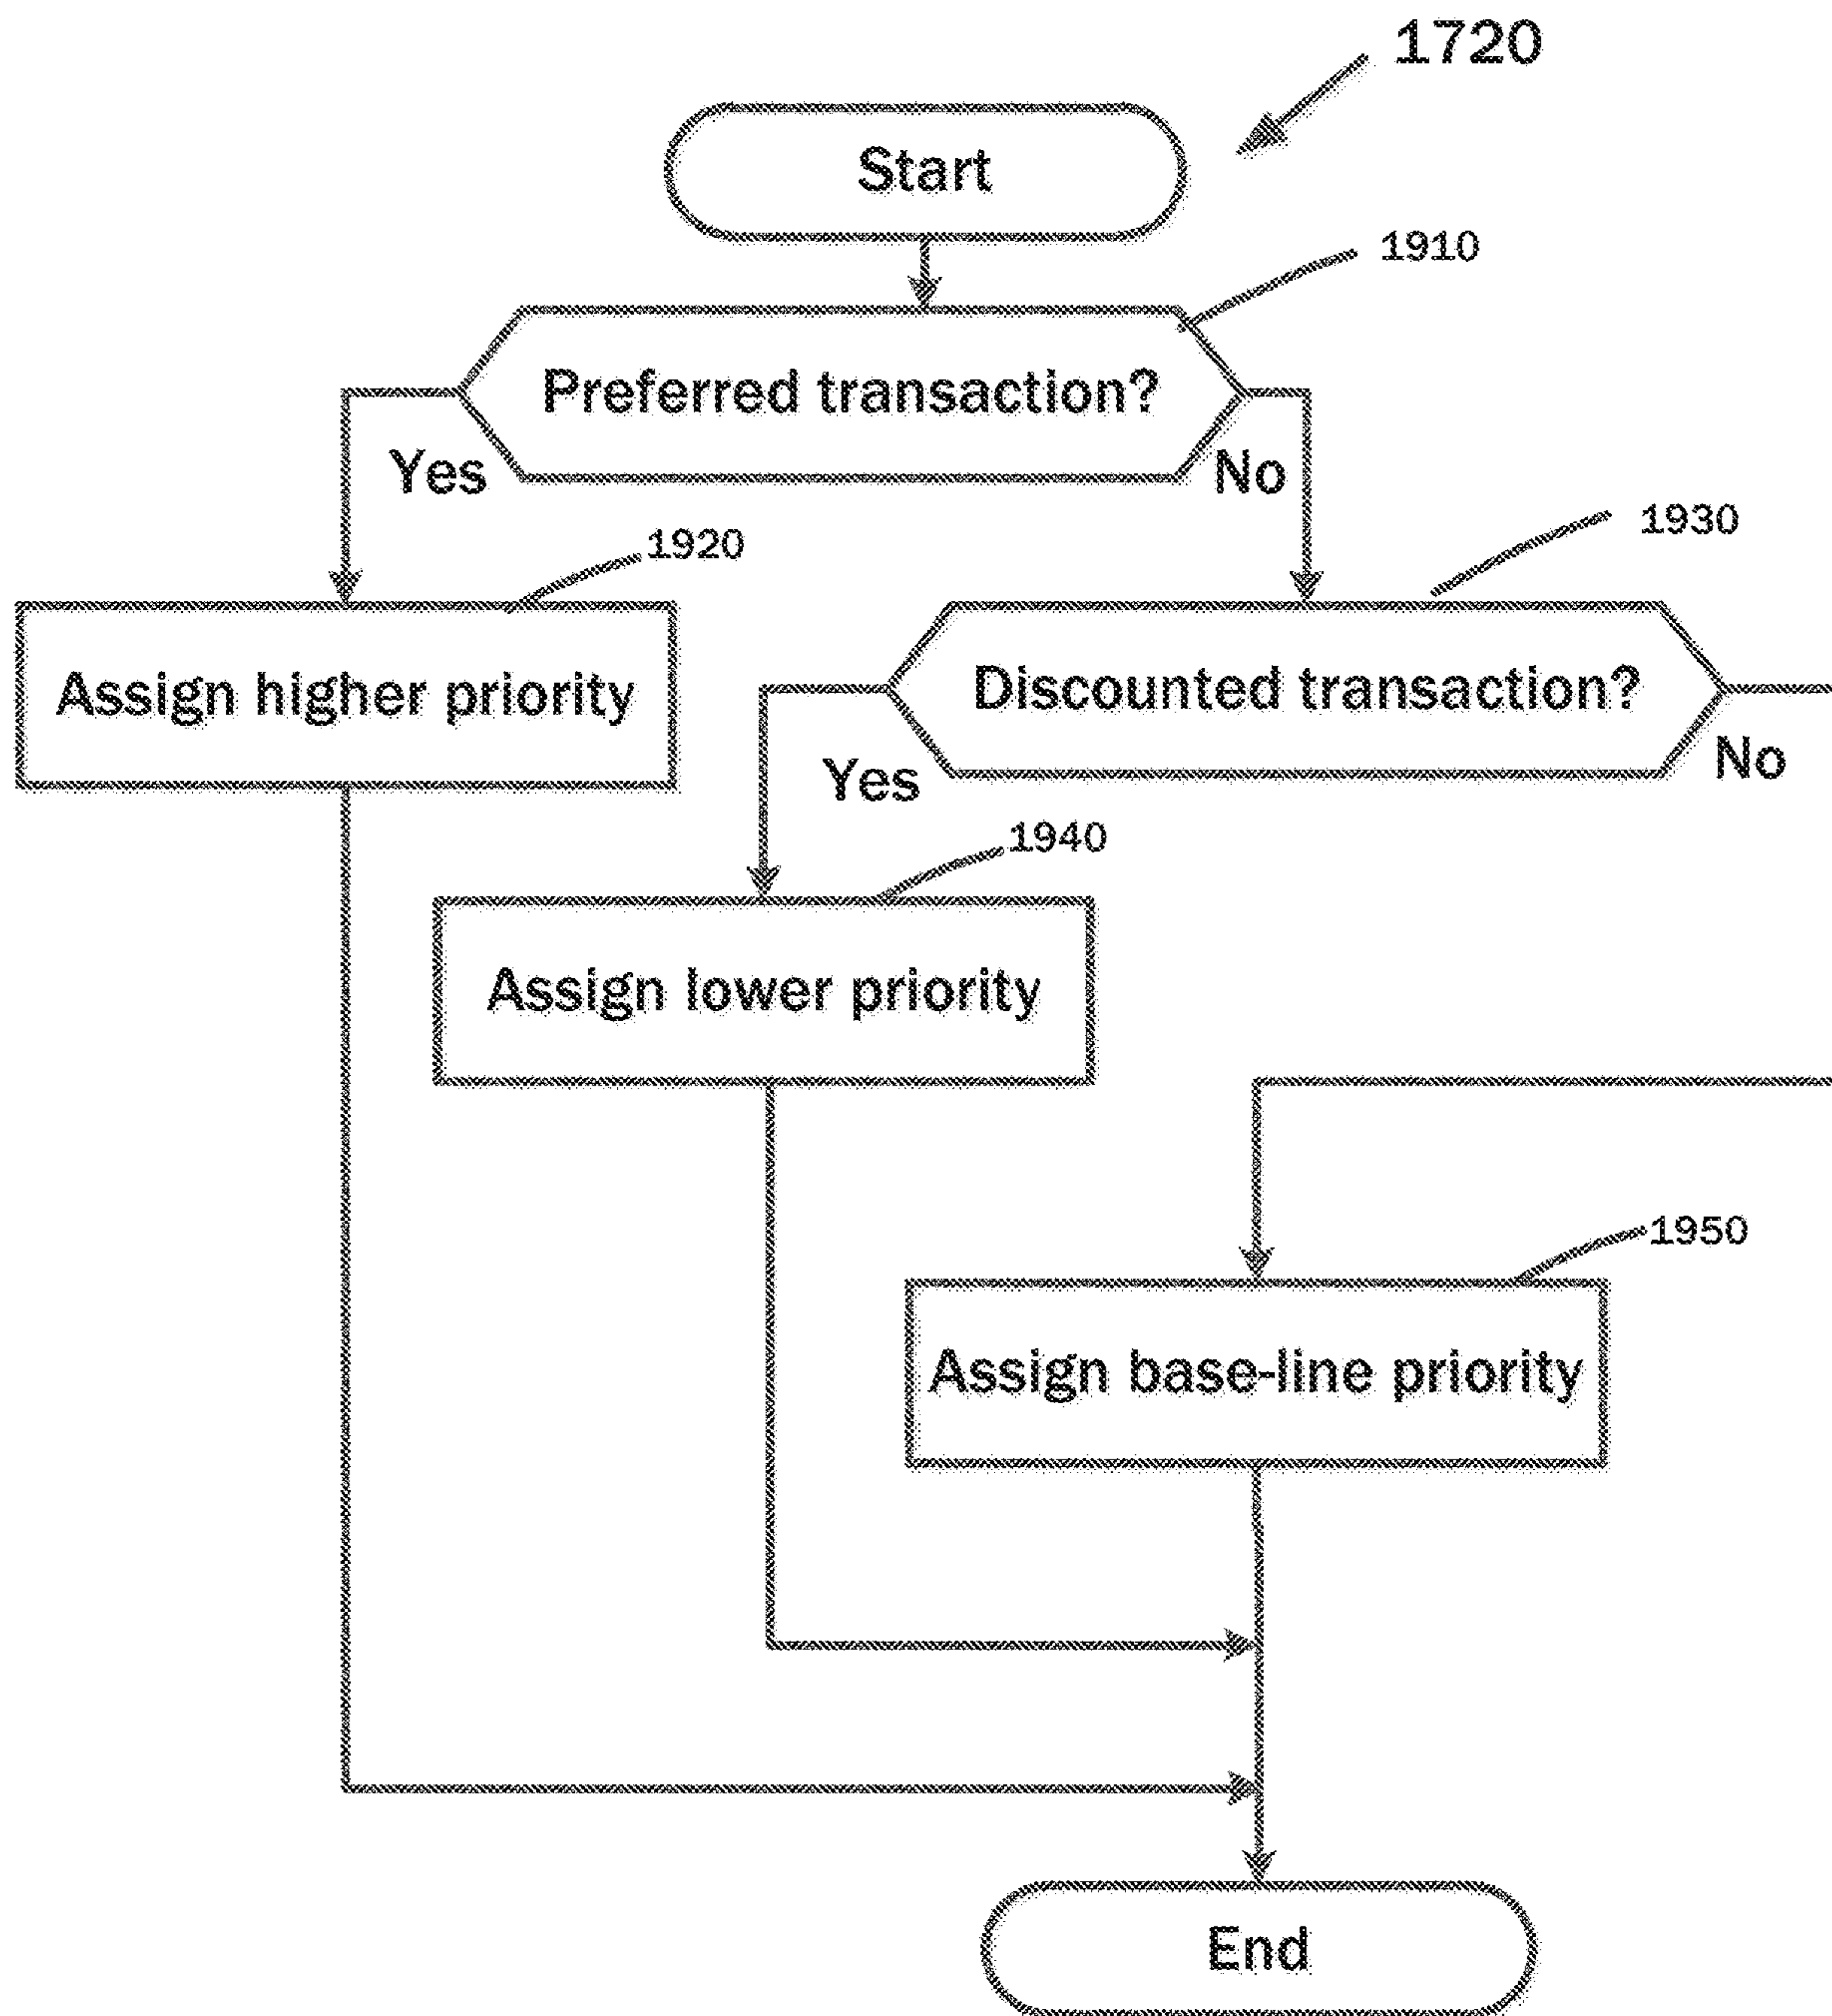 1720
Start
1910
Preferred transaction?
Yes
No
1920
1930
Assign higher priority
Discounted transaction?
Yes
No
1940
Assign lower priority
1950
Assign base-line priority
End